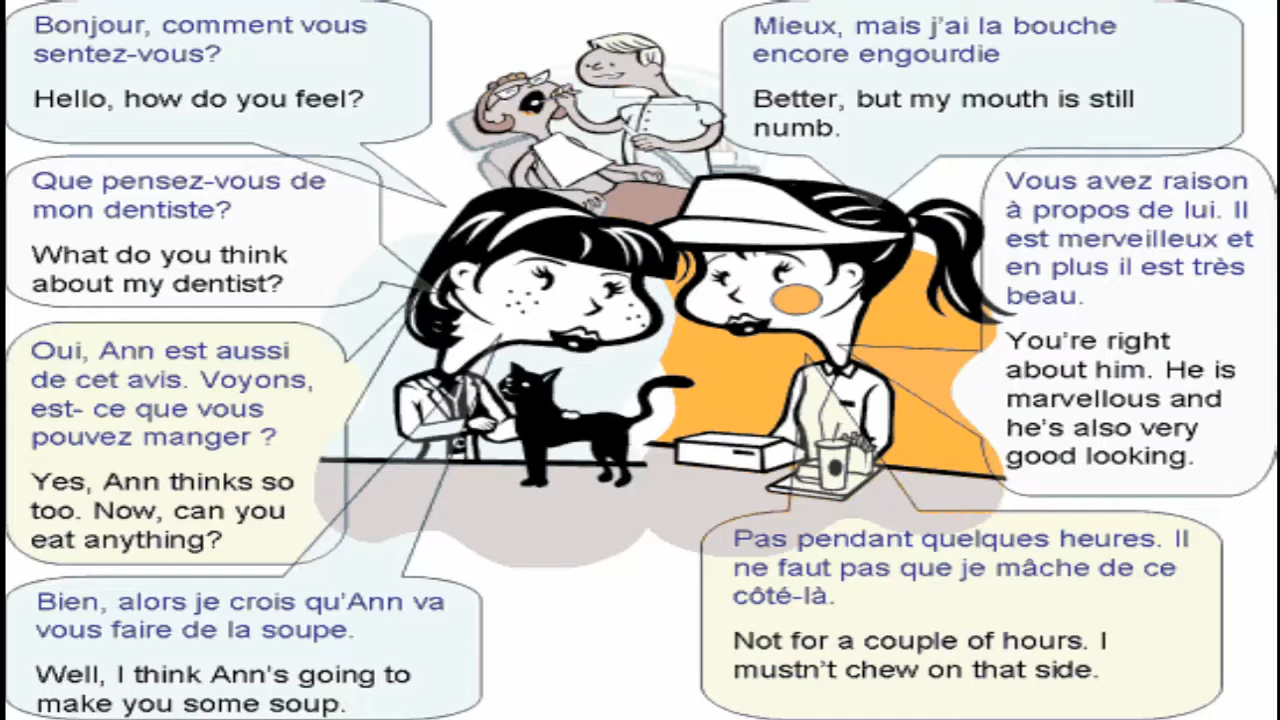 Bonjour, comment vous
sentez-vous?
Hello, how do you feel?
Mieux, mais j'ai la bouche
encore engourdie
Better, but my mouth is still
numb.
Que pensez-vous de
mon dentiste?
What do you think
about my dentist?
Vous avez raison
à propos de lui. Il
est merveilleux et
en plus il est très
beau.
You're right
about him. He is
marvellous and
he's also very
good looking.
Oui, Ann est aussi
de cet avis. Voyons,
est- ce que vous
pouvez manger ?
Yes, Ann thinks so
too. Now, can you
eat anything?
Pas pendant quelques heures. Il
ne faut pas que je mâche de ce
côté-là.
Not for a couple of hours. I
mustn't chew on that side.
Bien, alors je crois qu'Ann va
vous faire de la soupe.
Well, I think Ann's going to
make you some soup.